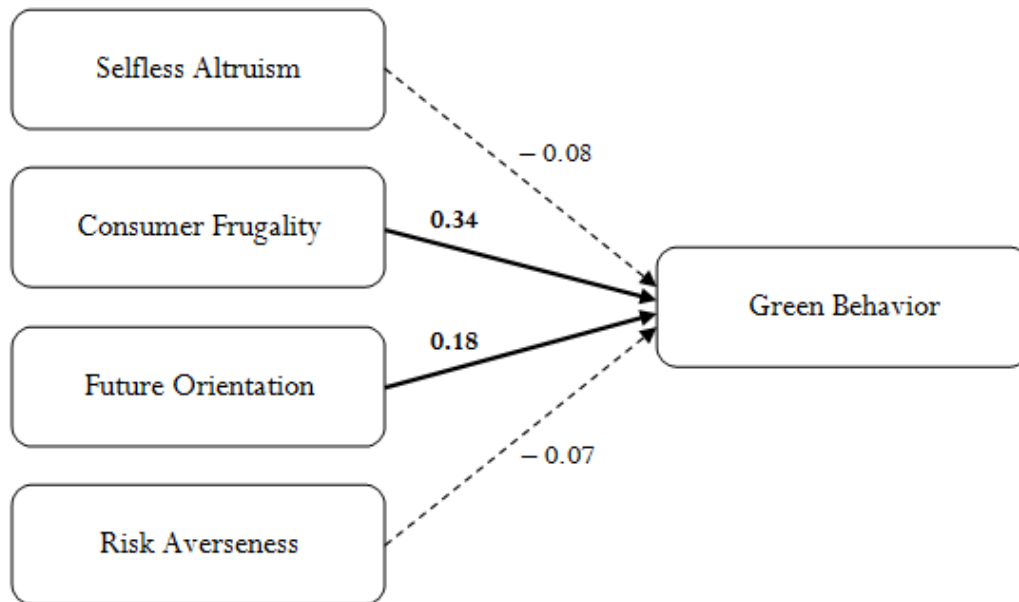 Selfless Altruism
– 0.08
Consumer Frugality
0.34
Green Behavior
Future Orientation
0.18
– 0.07
Risk Averseness